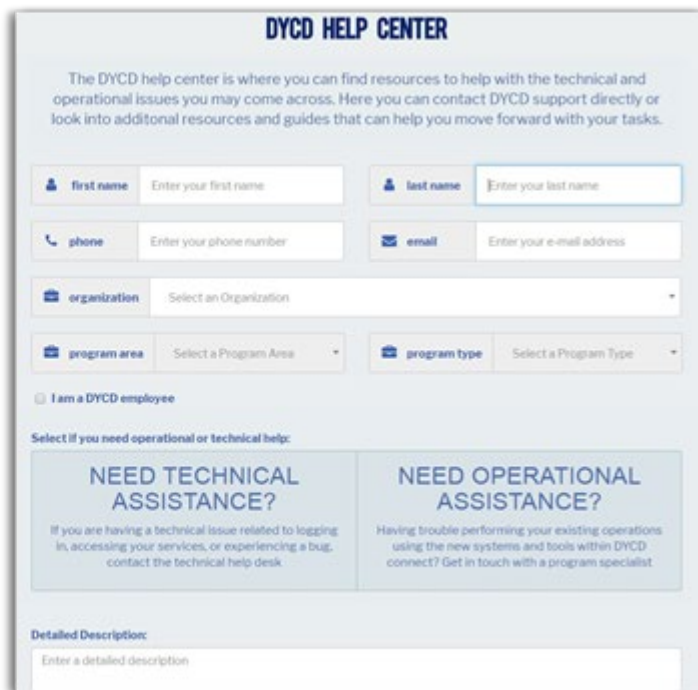 DYCD HELP CENTER
The DYCD help center is where you can find resources to help with the technical and
operational issues you may come across. Here you can contact DYCD support directly or
look into additonal resources and guides that can help you move forward with your tasks.
first name Enter your first name last name Enter your last name
phone Enter your phone number email Enter your e-mail address
organization Select an Organization
program area Select a Program Area program type Select a Program Type
I am a DYCD employee
Select if you need operational or technical help:
NEED TECHNICAL
ASSISTANCE?
If you are having a technical issue related to logging
in, accessing your services, or experiencing a bug,
contact the technical help desk
NEED OPERATIONAL
ASSISTANCE?
Having trouble performing your existing operations
using the new systems and tools within DYCD
connect? Get in touch with a program specialist
Detailed Description:
Enter a detailed description